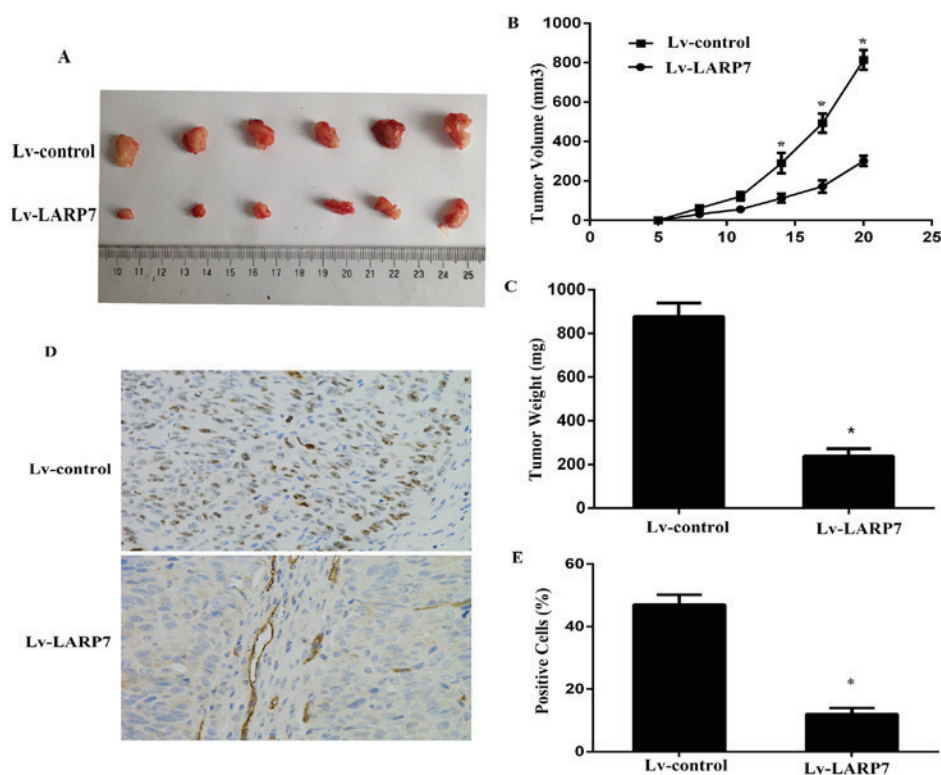 A
Lv-control
Lv-LARP7
10 11 12 13 14 15 16 17 18 19 20 21 22 23 24 25
B
Tumor Volume (mm3)
1000
800
600
400
200
0
Lv-control
Lv-LARP7
*
*
*
0 5 10 15 20 25
C
Tumor Weight (mg)
1000
800
600
400
200
0
*
Lv-control Lv-LARP7
D
Lv-control
Lv-LARP7
E
Positive Cells (%)
60
40
20
0
*
Lv-control Lv-LARP7